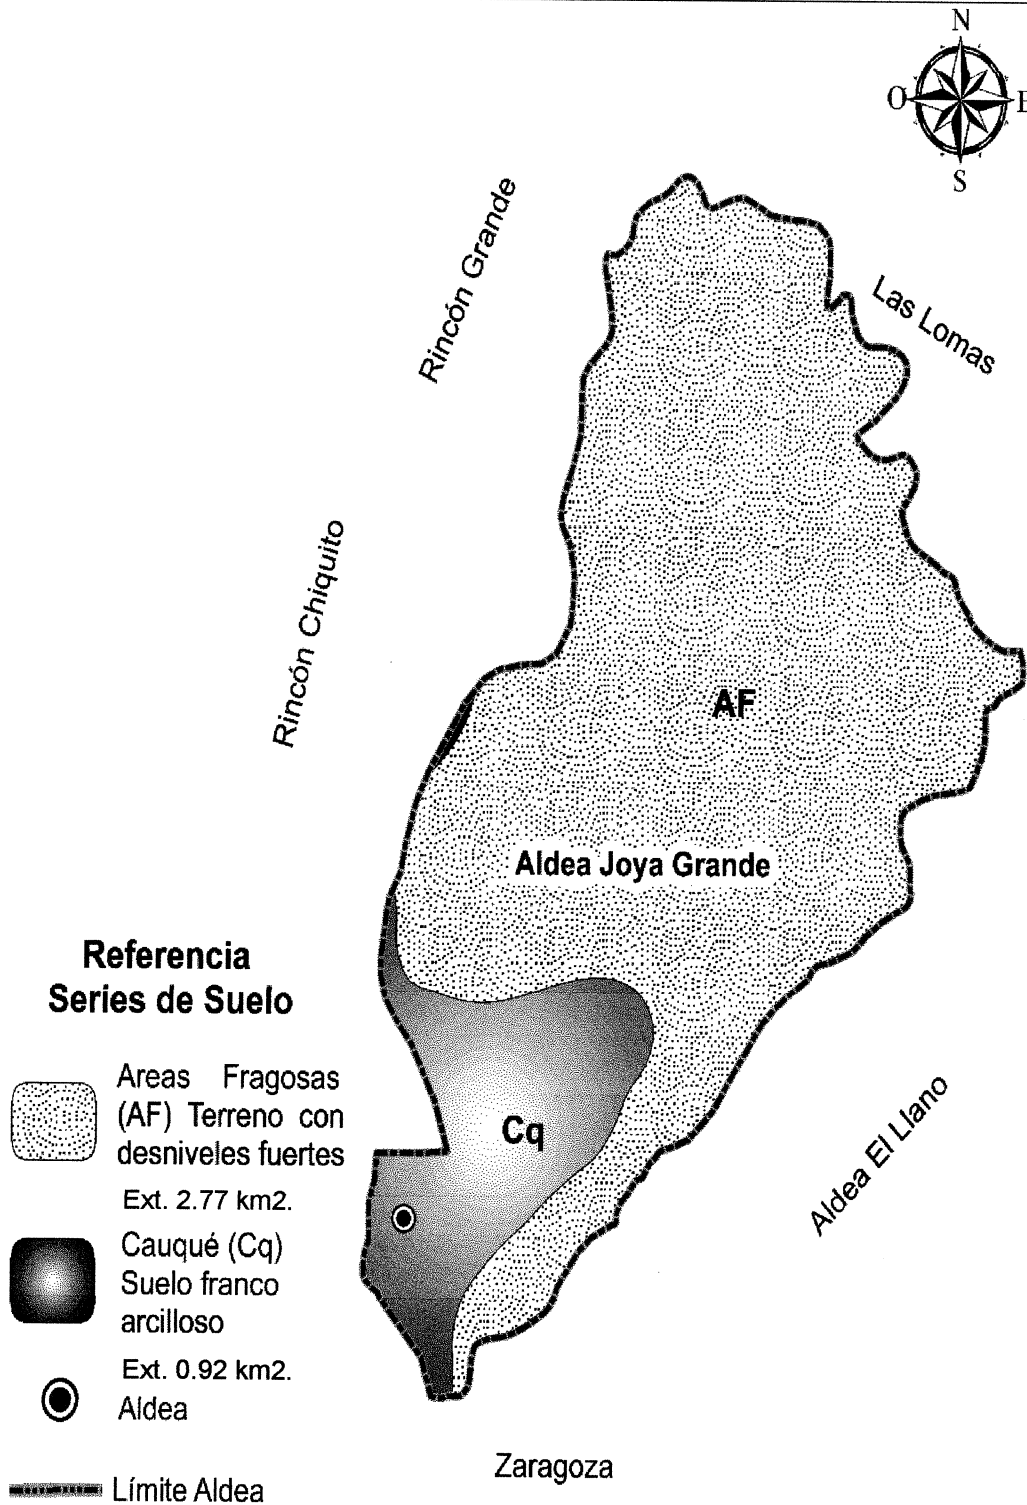 N
O
E
S
Rincón Grande
Las Lomas
Rincón Chiquito
AF
Aldea Joya Grande
Referencia
Series de Suelo
Areas Fragosas
(AF) Terreno con
desniveles fuertes
Ext. 2.77 km2.
Cauqué (Cq)
Suelo franco
arcilloso
Ext. 0.92 km2.
Aldea
Límite Aldea
Cq
Aldea El Llano
Zaragoza